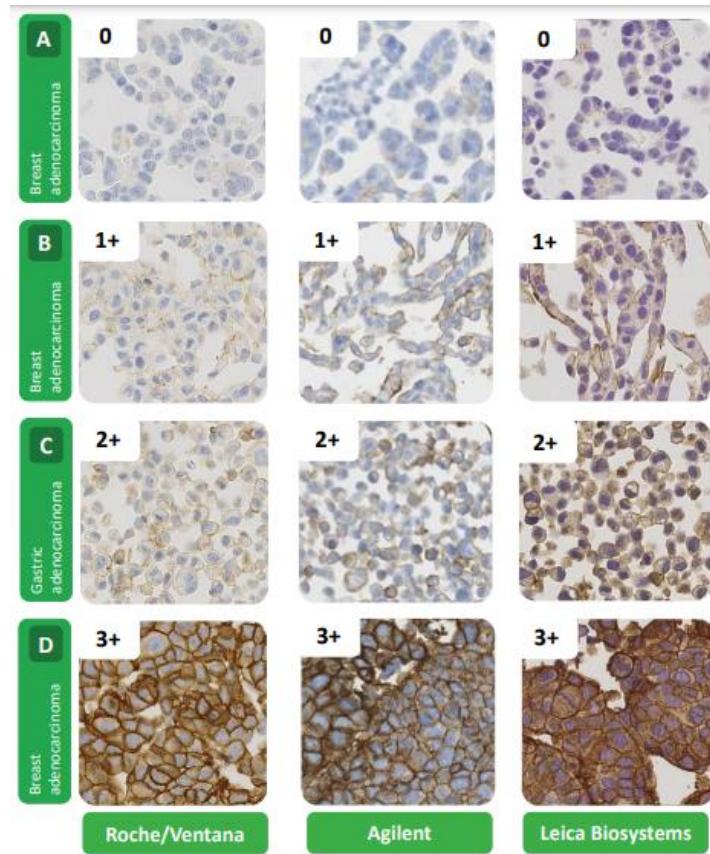 A 0 0 0
Breast
adenocarcinoma
B 1+ 1+ 1+
Breast
adenocarcinoma
C 2+ 2+ 2+
Gastric
adenocarcinoma
D 3+ 3+ 3+
Breast
adenocarcinoma
Roche/Ventana Agilent Leica Biosystems